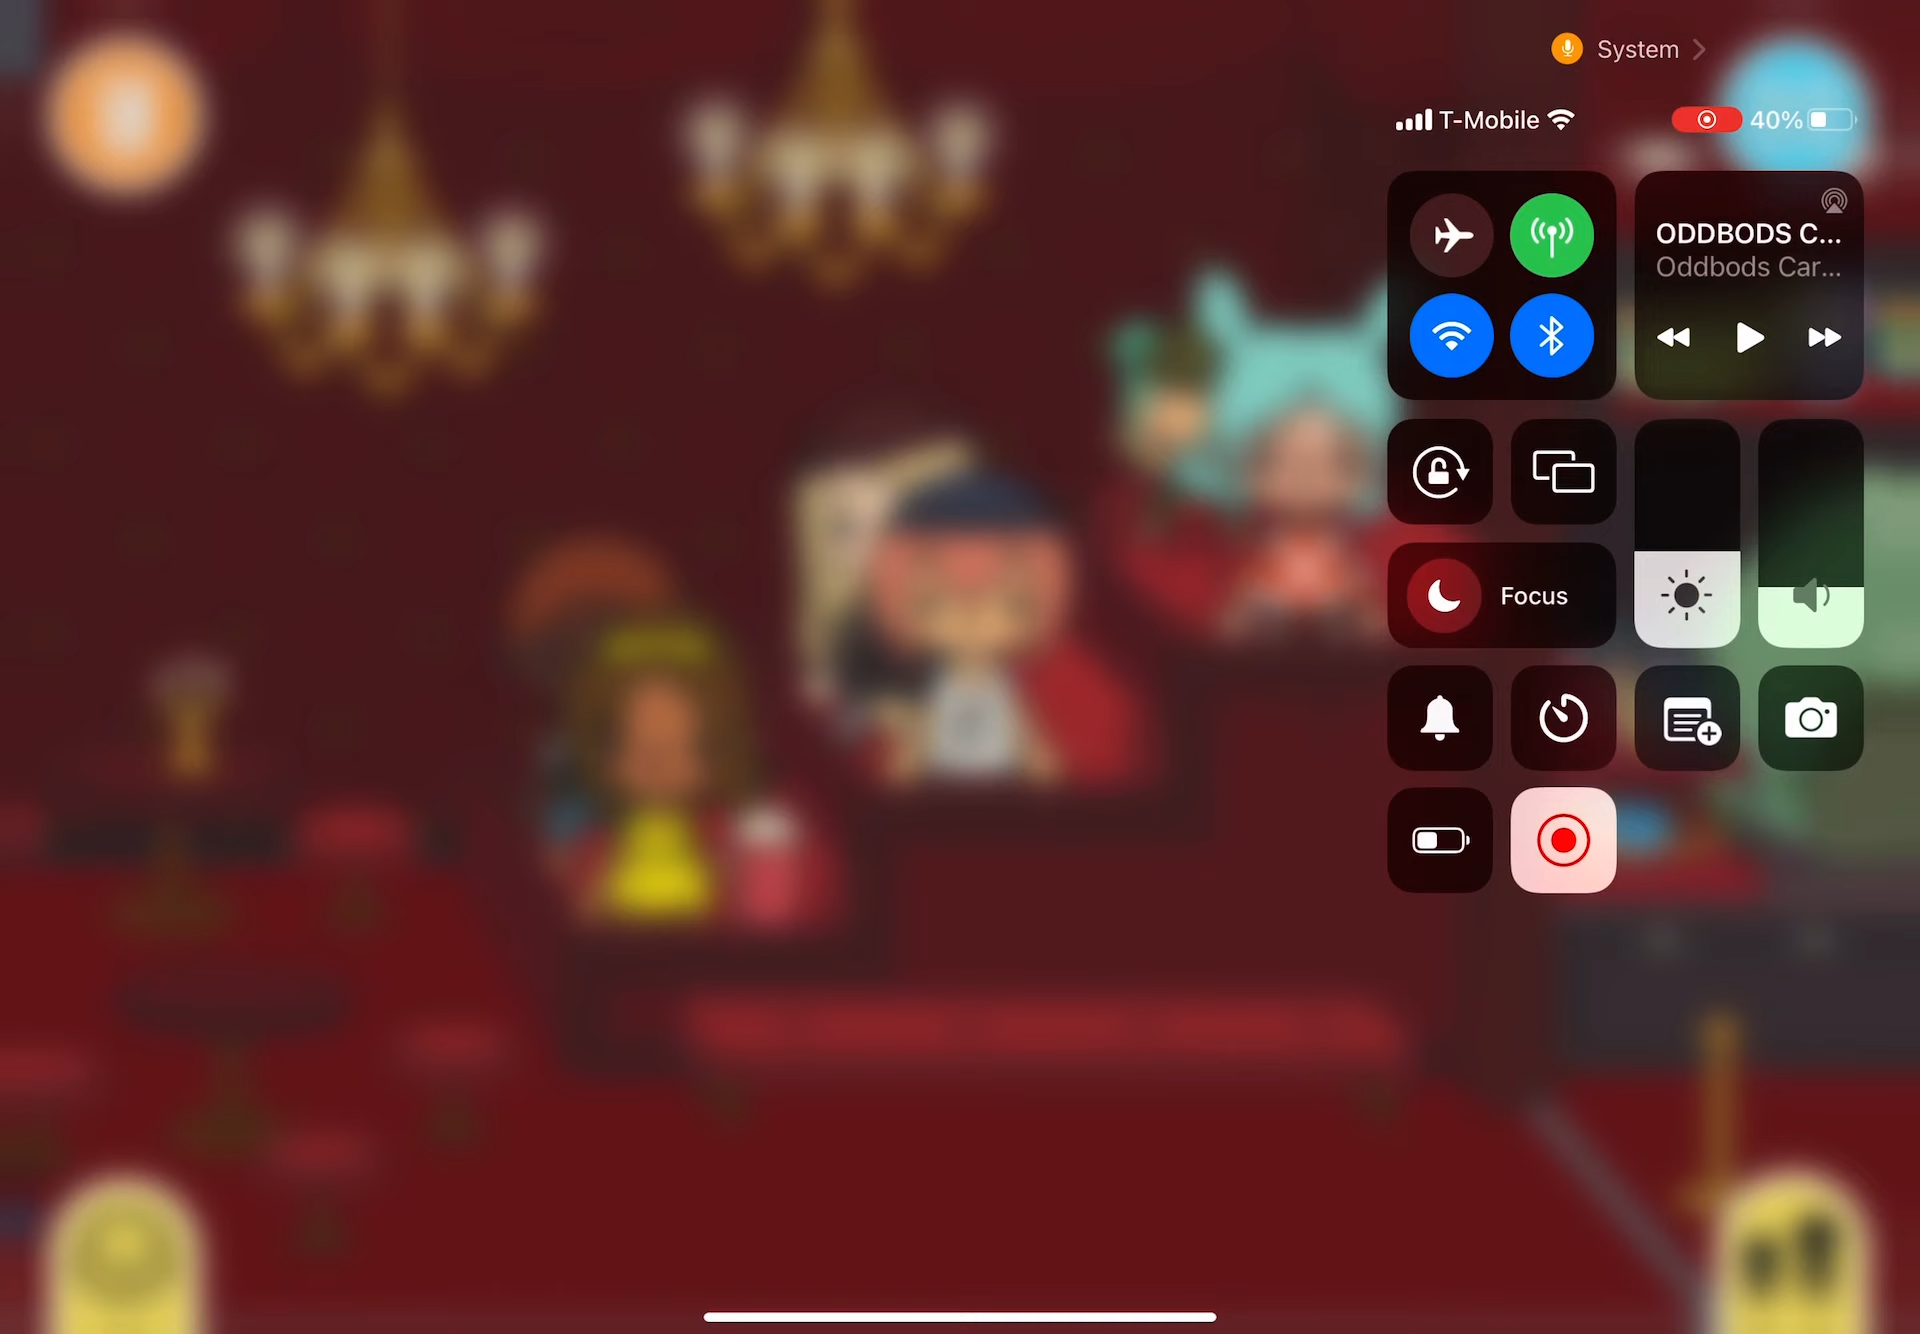 System
T-Mobile
40%
ODDBODS C...
Oddbods Car...
Focus